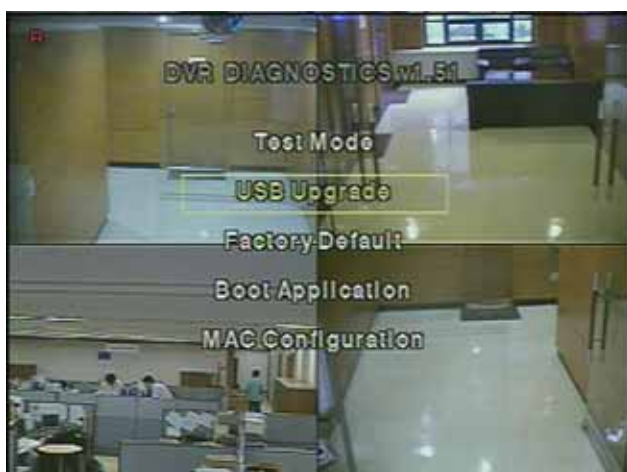 R
DVR DIAGNOSTICS v1.51
Test Mode
USB Upgrade
Factory Default
Boot Application
MAC Configuration